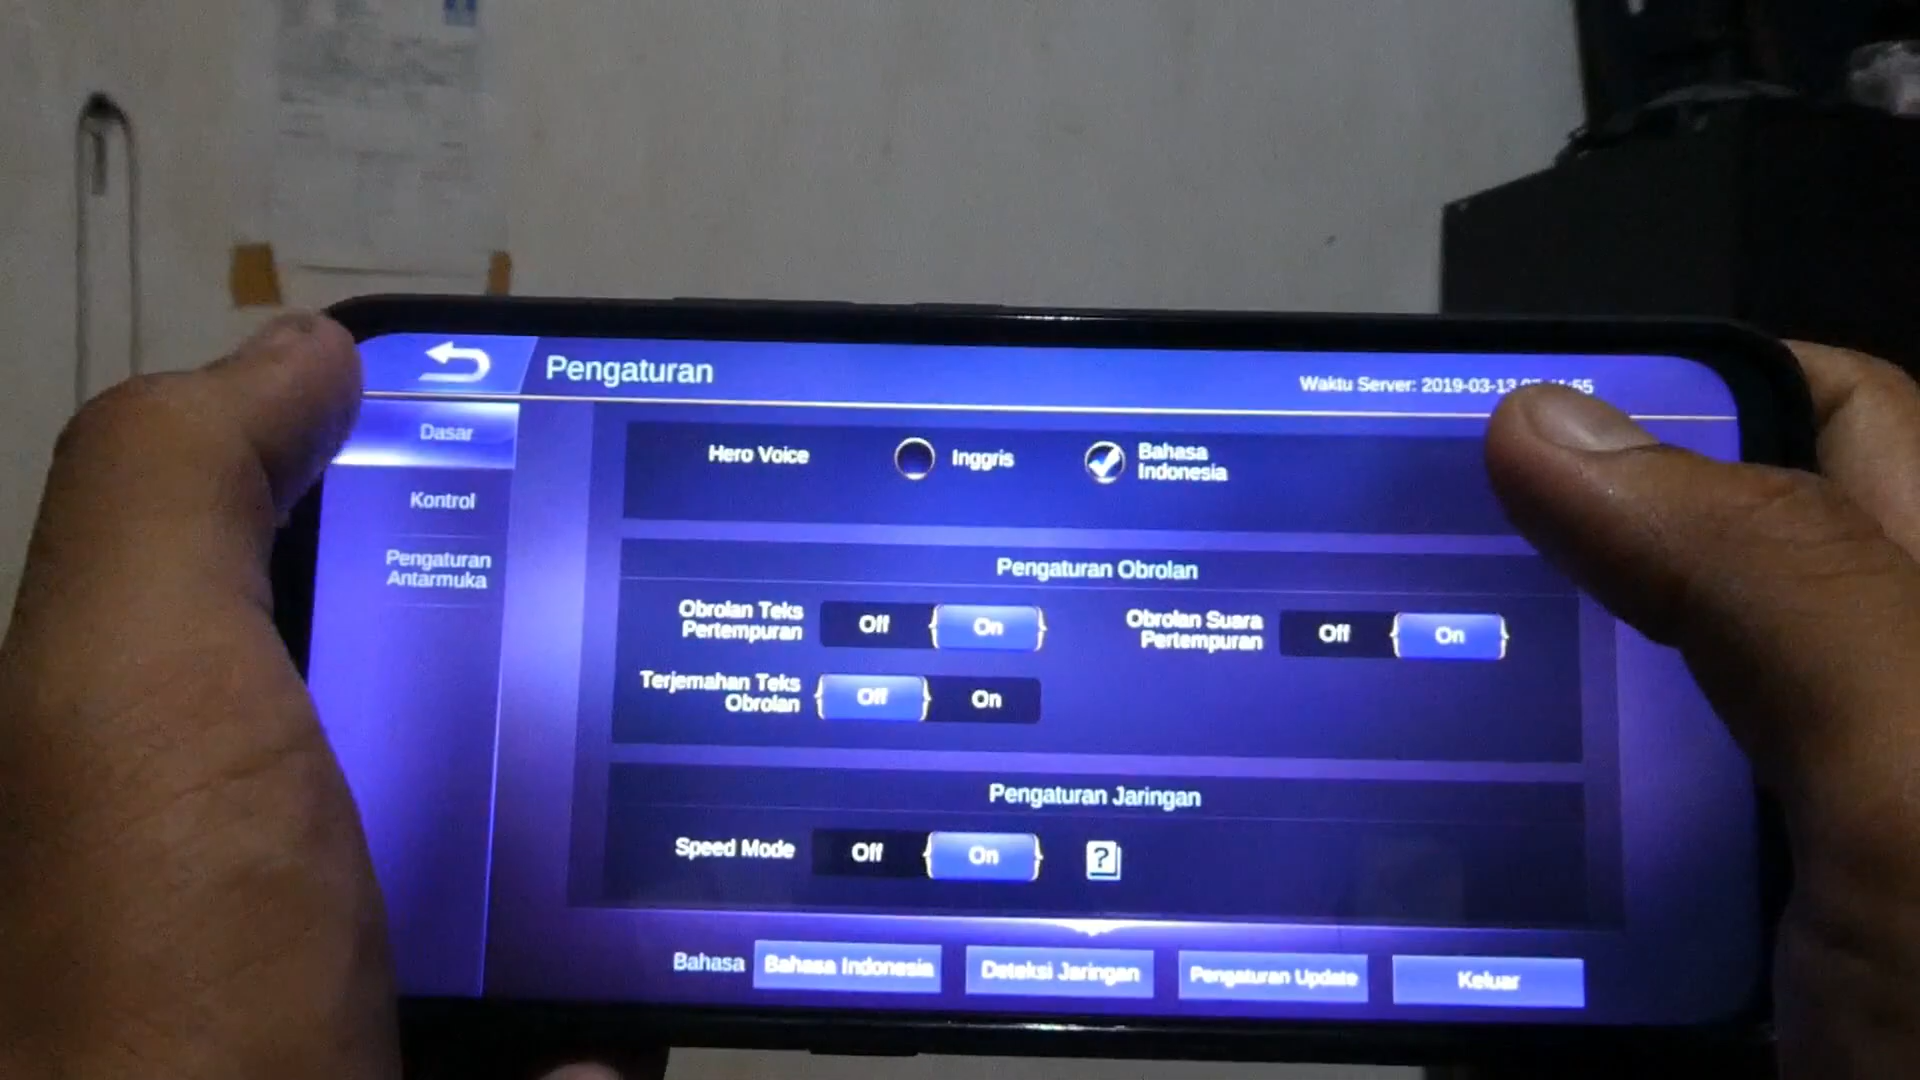 Pengaturan
Waktu Server: 2019-03-13
Dasar
Kontrol
Pengaturan
Antarmuka
Hero Voice
Inggris
Bahasa
Indonesia
Pengaturan Obrolan
Obrolan Teks
Pertempuran
Off
On
Obrolan Suara
Pertempuran
Off
On
Terjemahan Teks
Obrolan
Off
On
Pengaturan Jaringan
Speed Mode
Off
On
?
Bahasa
Bahasa Indonesia
Deteksi Jaringan
Pengaturan Update
Keluar